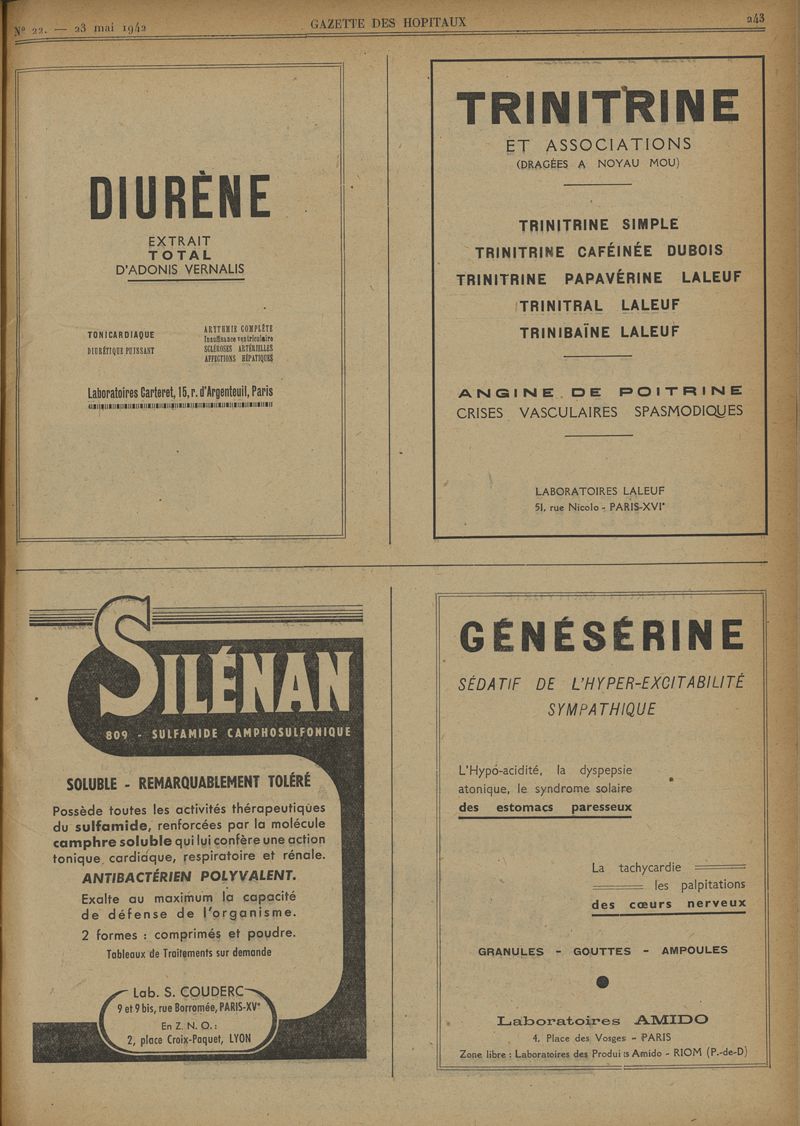 Nº 22. — 23 mai 1942
GAZETTE DES HOPITAUX
243
DIURÈNE
EXTRAIT
TOTAL
D'ADONIS VERNALIS
TONICARDIAQUE
DIURÉTIQUE PUISSANT
ARYTHMIE COMPLÈTE
Insuffisance ventriculaire
SCLÉROSES ARTÉRIELLES
AFFECTIONS HÉPATIQUES
Laboratoires Carteret, 15, r. d'Argenteuil, Paris
TRINITRINE
ET ASSOCIATIONS
(DRAGÉES A NOYAU MOU)
TRINITRINE SIMPLE
TRINITRINE CAFÉINÉE DUBOIS
TRINITRINE PAPAVÉRINE LALEUF
TRINITRAL LALEUF
TRINIBAÏNE LALEUF
ANGINE DE POITRINE
CRISES VASCULAIRES SPASMODIQUES
LABORATOIRES LALEUF
51, rue Nicolo - PARIS-XVIᵉ
SILÉNAN
809 - SULFAMIDE CAMPHOSULFONIQUE
SOLUBLE - REMARQUABLEMENT TOLÉRÉ
Possède toutes les activités thérapeutiques
du sulfamide, renforcées par la molécule
camphre soluble qui lui confère une action
tonique cardiaque, respiratoire et rénale.
ANTIBACTÉRIEN POLYVALENT.
Exalte au maximum la capacité
de défense de l'organisme.
2 formes : comprimés et poudre.
Tableaux de Traitements sur demande
Lab. S. COUDERC
9 et 9 bis, rue Borromée, PARIS-XVᵉ
En Z. N. O. :
2, place Croix-Paquet, LYON
GÉNÉSÉRINE
SÉDATIF DE L'HYPER-EXCITABILITÉ
SYMPATHIQUE
L'Hypo-acidité, la dyspepsie
atonique, le syndrome solaire
des estomacs paresseux
La tachycardie
les palpitations
des cœurs nerveux
GRANULES - GOUTTES - AMPOULES
Laboratoires AMIDO
4, Place des Vosges - PARIS
Zone libre : Laboratoires des Produits Amido - RIOM (P.-de-D)